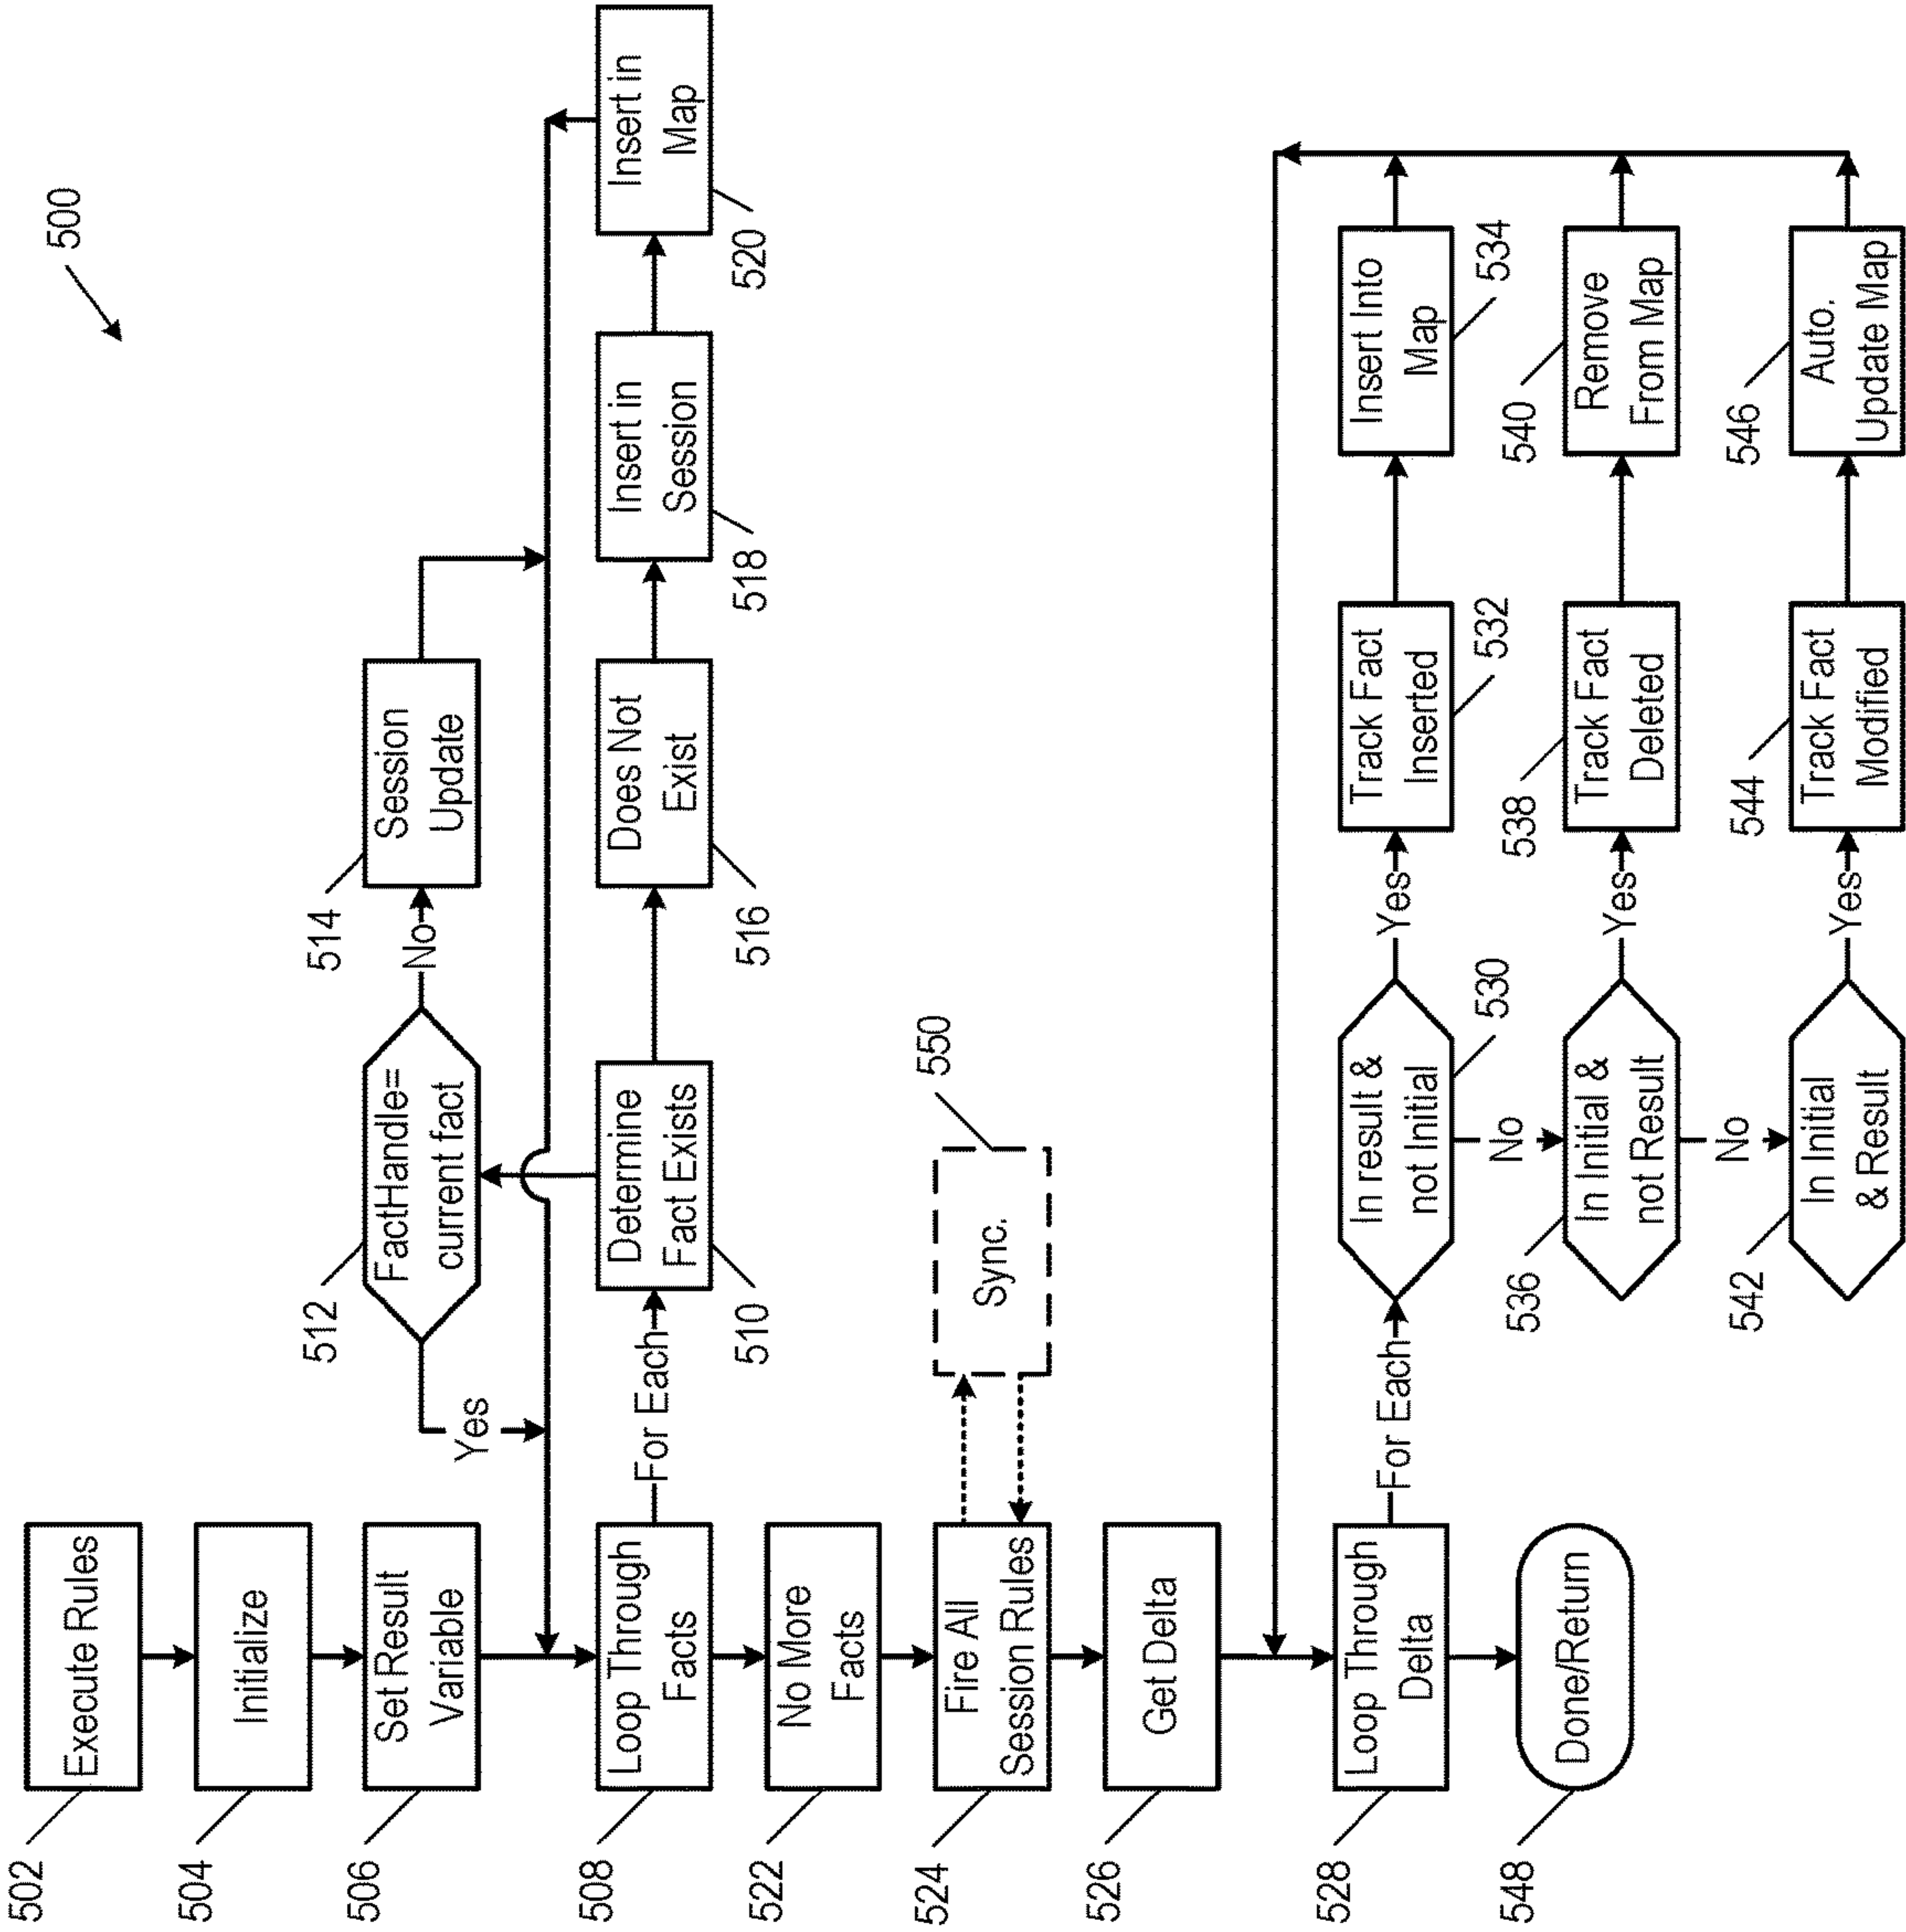 500
502
Execute Rules
504
Initialize
506
Set Result
Variable
508
Loop Through
Facts
For Each
510
Determine
Fact Exists
512
FactHandle=
current fact
Yes
No
514
Session
Update
516
Does Not
Exist
518
Insert in
Session
520
Insert in
Map
522
No More
Facts
524
Fire All
Session Rules
550
Sync.
526
Get Delta
528
Loop Through
Delta
For Each
530
In result &
not Initial
Yes
532
Track Fact
Inserted
534
Insert Into
Map
No
536
In Initial &
not Result
Yes
538
Track Fact
Deleted
540
Remove
From Map
No
542
In Initial
& Result
Yes
544
Track Fact
Modified
546
Auto.
Update Map
548
Done/Return